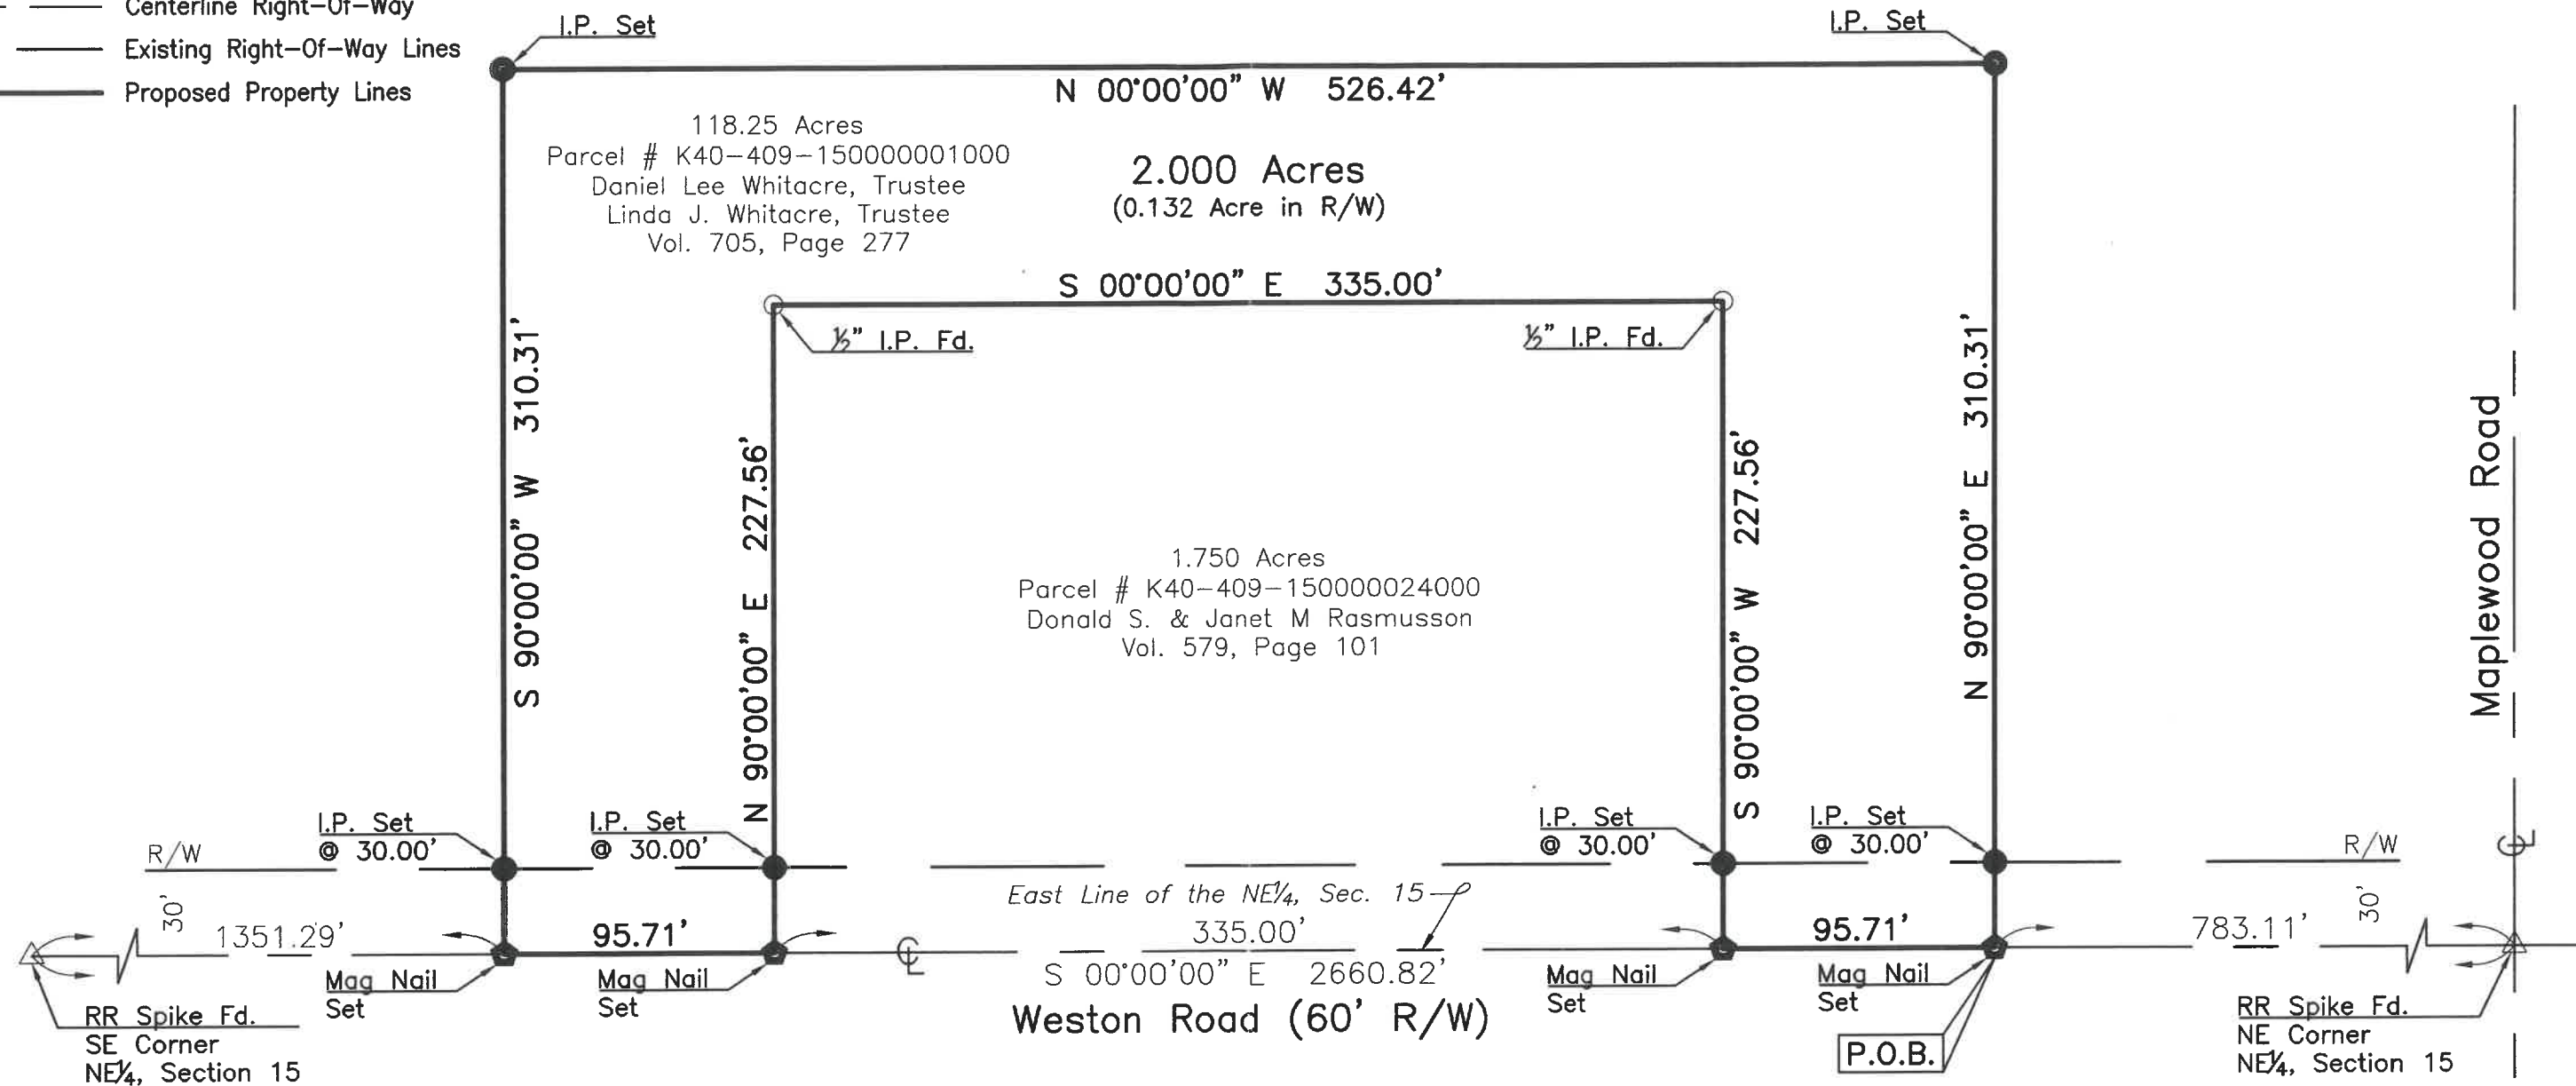 Centerline Right-Of-Way
Existing Right-Of-Way Lines
Proposed Property Lines
I.P. Set
I.P. Set
N 00°00'00" W 526.42'
118.25 Acres
Parcel # K40-409-150000001000
Daniel Lee Whitacre, Trustee
Linda J. Whitacre, Trustee
Vol. 705, Page 277
2.000 Acres
(0.132 Acre in R/W)
S 00°00'00" E 335.00'
½" I.P. Fd.
½" I.P. Fd.
S 90°00'00" W 310.31'
N 90°00'00" E 227.56'
S 90°00'00" W 227.56'
N 90°00'00" E 310.31'
Maplewood Road
1.750 Acres
Parcel # K40-409-150000024000
Donald S. & Janet M Rasmusson
Vol. 579, Page 101
I.P. Set
@ 30.00'
I.P. Set
@ 30.00'
I.P. Set
@ 30.00'
I.P. Set
@ 30.00'
R/W
R/W
30'
30'
East Line of the NE¼, Sec. 15
1351.29'
95.71'
335.00'
95.71'
783.11'
S 00°00'00" E 2660.82'
Mag Nail
Set
Mag Nail
Set
Mag Nail
Set
Mag Nail
Set
Weston Road (60' R/W)
P.O.B.
RR Spike Fd.
SE Corner
NE¼, Section 15
RR Spike Fd.
NE Corner
NE¼, Section 15